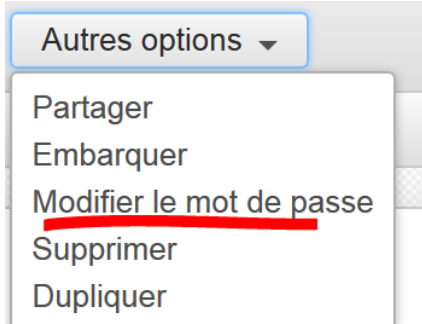 Autres options
Partager
Embarquer
Modifier le mot de passe
Supprimer
Dupliquer